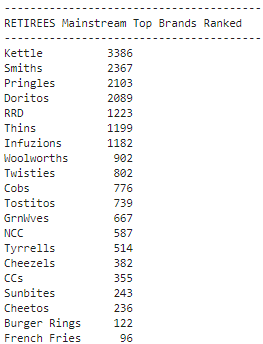 ----------------------------------------
RETIREES Mainstream Top Brands Ranked
----------------------------------------
Kettle 3386
Smiths 2367
Pringles 2103
Doritos 2089
RRD 1223
Thins 1199
Infuzions 1182
Woolworths 902
Twisties 802
Cobs 776
Tostitos 739
GrnWves 667
NCC 587
Tyrrells 514
Cheezels 382
CCs 355
Sunbites 243
Cheetos 236
Burger Rings 122
French Fries 96